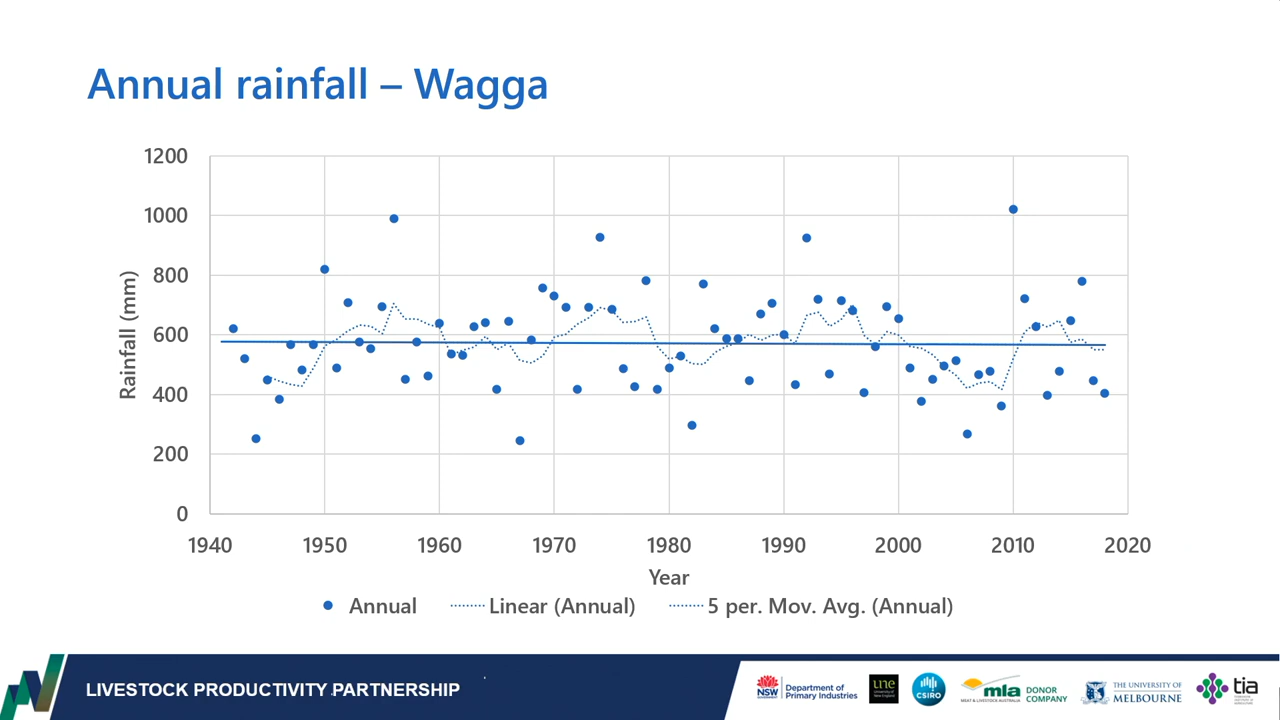 Annual rainfall – Wagga
1200
1000
800
600
400
200
0
Rainfall (mm)
1940 1950 1960 1970 1980 1990 2000 2010 2020
Year
Annual Linear (Annual) 5 per. Mov. Avg. (Annual)
LIVESTOCK PRODUCTIVITY PARTNERSHIP
NSW
GOVERNMENT
Department of
Primary Industries
une
University of
New England
CSIRO
mla
MEAT & LIVESTOCK AUSTRALIA
DONOR
COMPANY
THE UNIVERSITY OF
MELBOURNE
tia